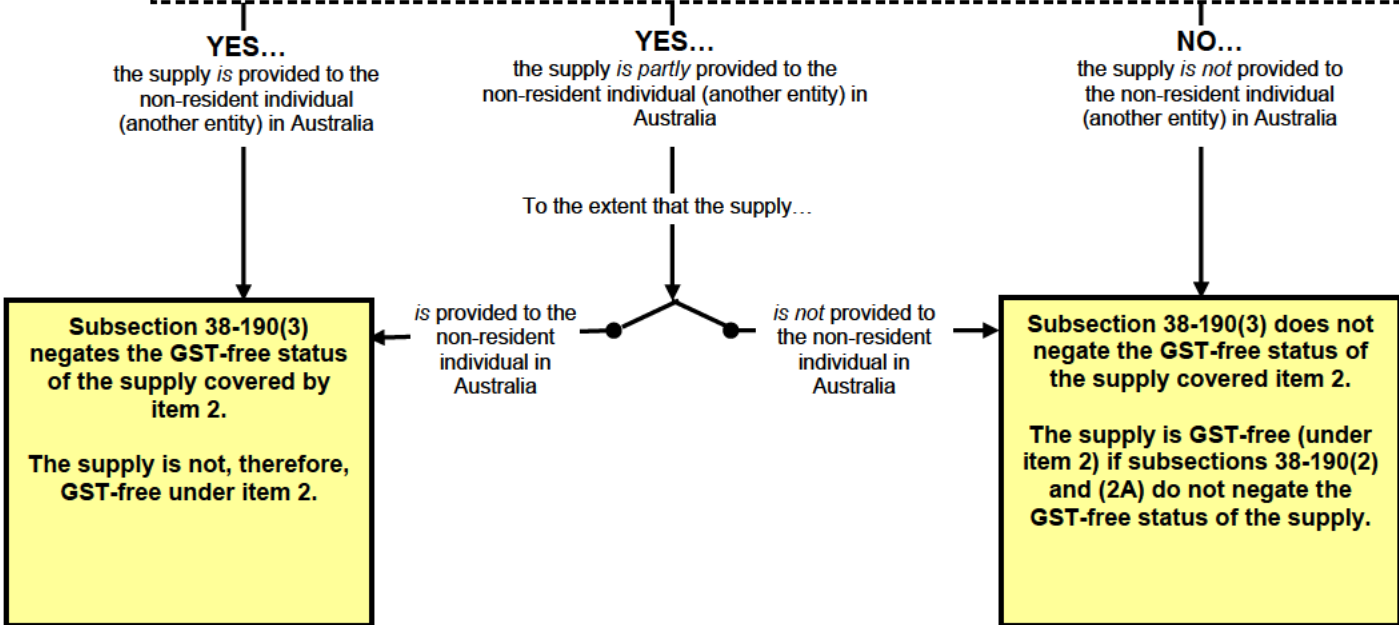 YES…
the supply is provided to the
non-resident individual
(another entity) in Australia
YES…
the supply is partly provided to the
non-resident individual (another entity) in
Australia
NO…
the supply is not provided to
the non-resident individual
(another entity) in Australia
To the extent that the supply…
is provided to the
non-resident
individual in
Australia
is not provided to
the non-resident
individual in
Australia
Subsection 38-190(3)
negates the GST-free status
of the supply covered by
item 2.
The supply is not, therefore,
GST-free under item 2.
Subsection 38-190(3) does not
negate the GST-free status of
the supply covered item 2.
The supply is GST-free (under
item 2) if subsections 38-190(2)
and (2A) do not negate the
GST-free status of the supply.